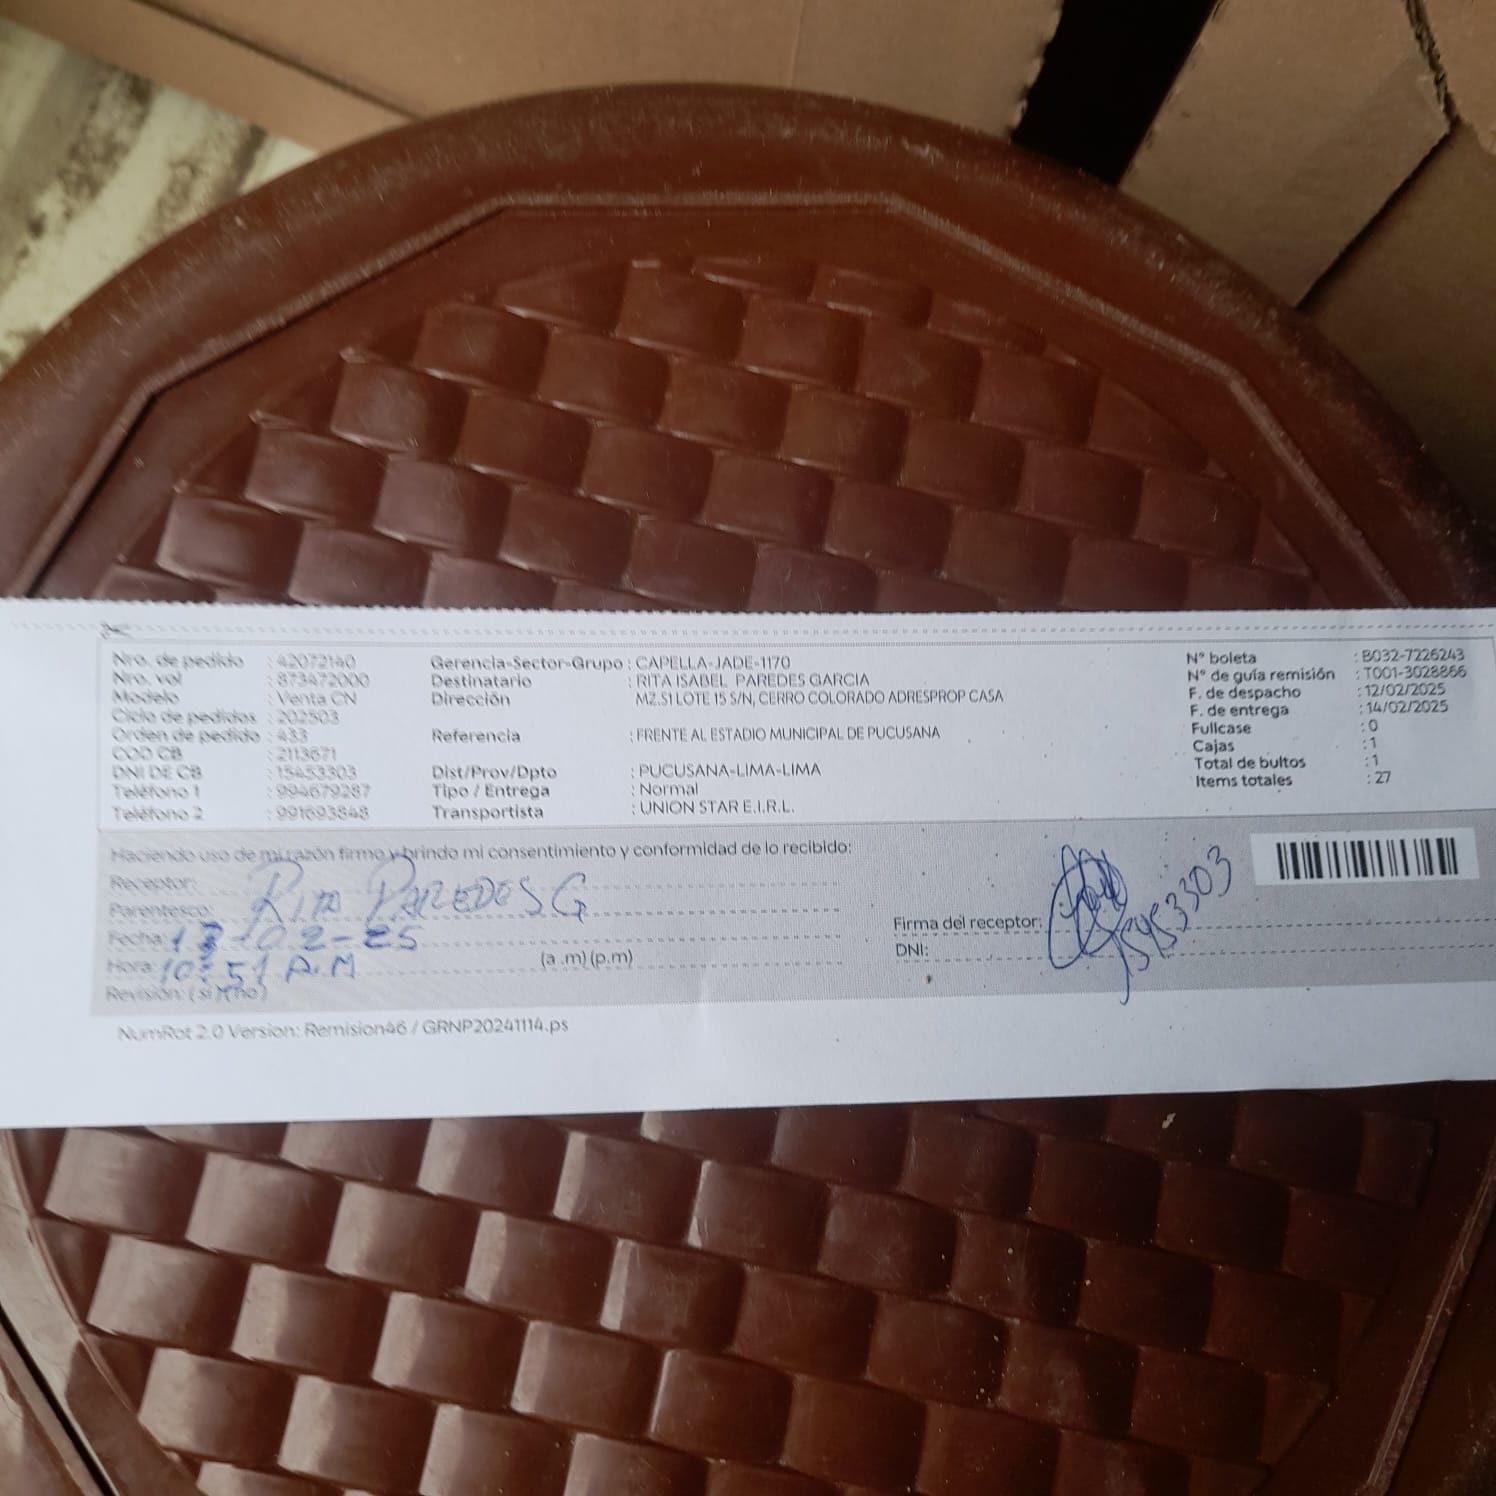 Nro. de pedido : 42072140 Gerencia-Sector-Grupo : CAPELLA-JADE-1170 N° boleta : B032-7226243
Nro. vol : 873472000 Destinatario : RITA ISABEL PAREDES GARCIA N° de guía remisión : T001-3028866
Modelo : Venta CN Dirección MZ.S1 LOTE 15 S/N, CERRO COLORADO ADRESPROP CASA F. de despacho : 12/02/2025
Ciclo de pedidos : 202503 F. de entrega : 14/02/2025
Orden de pedido : 433 Referencia : FRENTE AL ESTADIO MUNICIPAL DE PUCUSANA Fullcase : 0
COD CB : 2113671 Cajas : 1
DNI DE CB : 15453303 Dist/Prov/Dpto : PUCUSANA-LIMA-LIMA Total de bultos : 1
Teléfono 1 : 994679287 Tipo / Entrega : Normal Items totales : 27
Teléfono 2 : 991693848 Transportista : UNION STAR E.I.R.L.
Haciendo uso de mi razón firmo y brindo mi consentimiento y conformidad de lo recibido:
Receptor: RITA PAREDES G
Parentesco:
Fecha: 13-02-25
Hora: 10:51 A.M (a .m) (p.m)
Revisión: ( si ) ( no )
Firma del receptor:
DNI: 15453303
NumRot 2.0 Version: Remision46 / GRNP20241114.ps